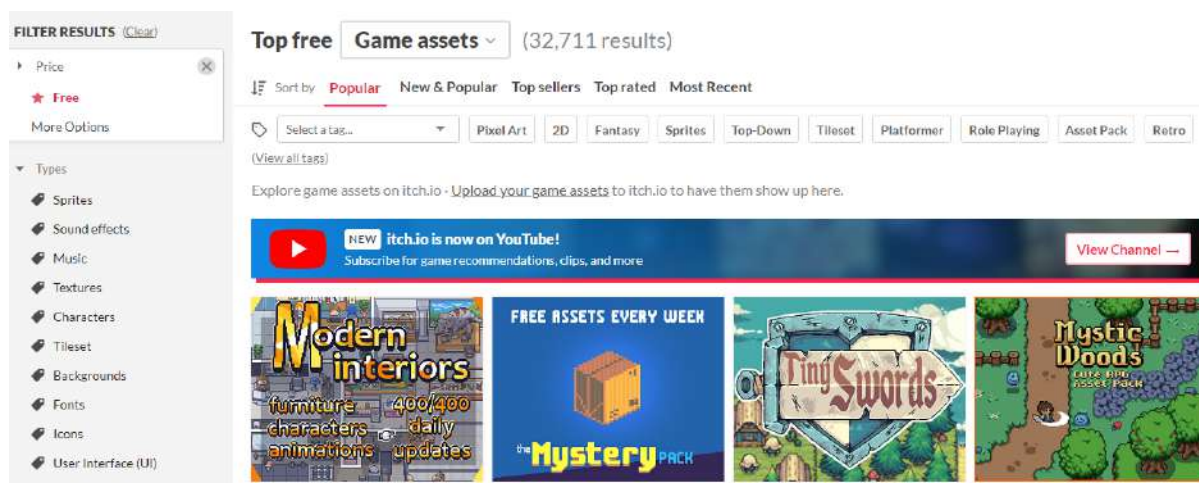 FILTER RESULTS (Clear)
Price
Free
More Options
Types
Sprites
Sound effects
Music
Textures
Characters
Tileset
Backgrounds
Fonts
Icons
User Interface (UI)
Top free Game assets (32,711 results)
Sort by Popular New & Popular Top sellers Top rated Most Recent
Select a tag... Pixel Art 2D Fantasy Sprites Top-Down Tileset Platformer Role Playing Asset Pack Retro
(View all tags)
Explore game assets on itch.io · Upload your game assets to itch.io to have them show up here.
NEW itch.io is now on YouTube!
Subscribe for game recommendations, clips, and more
View Channel →
Modern
interiors
furniture 400/400
characters daily
animations updates
FREE ASSETS EVERY WEEK
the Mystery PACK
Tiny Swords
Mystic
Woods
CUTE RPG
ASSET PACK